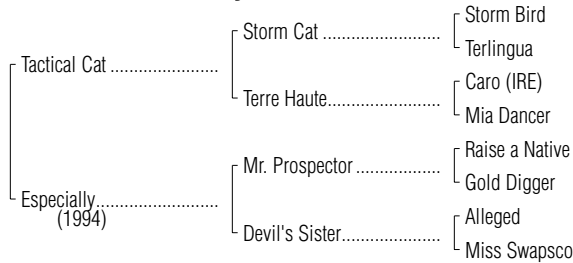 Storm Bird
Storm Cat ......................
Terlingua
Tactical Cat ......................
Caro (IRE)
Terre Haute......................
Mia Dancer
Raise a Native
Mr. Prospector .................
Gold Digger
Especially.........................
(1994)
Alleged
Devil's Sister....................
Miss Swapsco